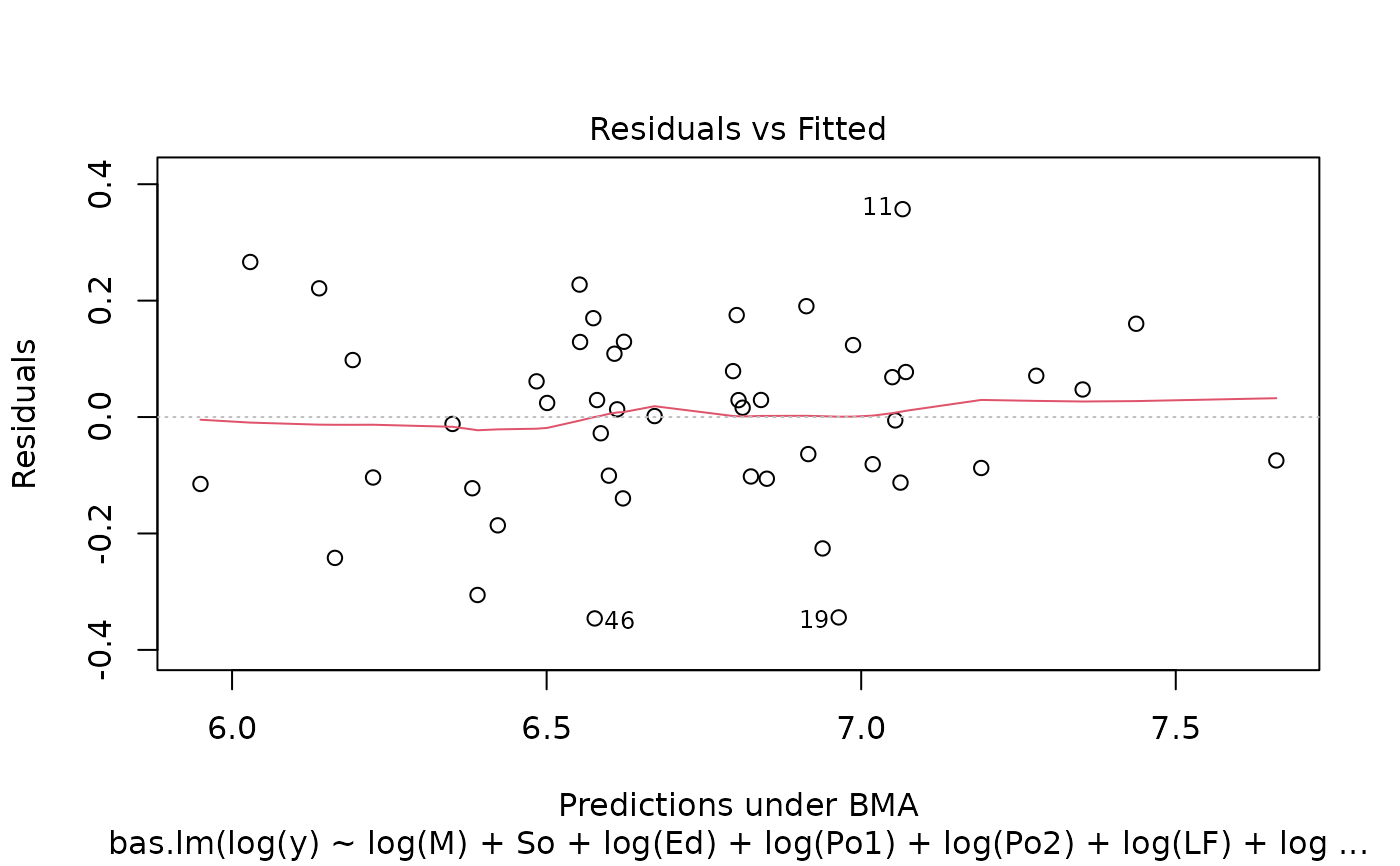 Residuals vs Fitted
Residuals
0.4
0.2
0.0
-0.2
-0.4
11
46
19
6.0 6.5 7.0 7.5
Predictions under BMA
bas.lm(log(y) ~ log(M) + So + log(Ed) + log(Po1) + log(Po2) + log(LF) + log ...